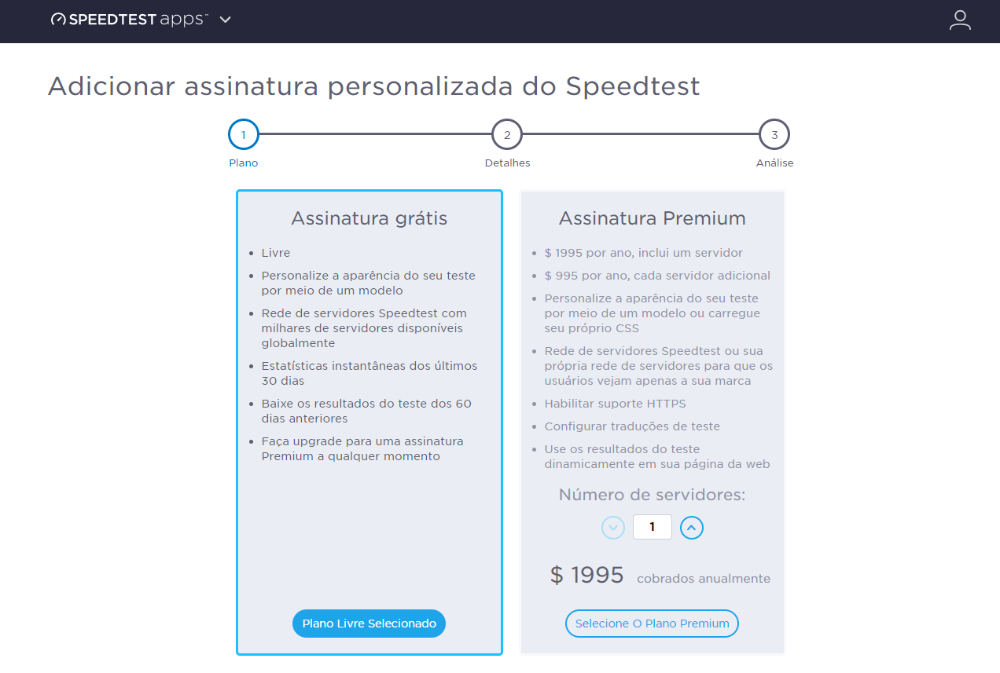 SPEEDTEST apps™
Adicionar assinatura personalizada do Speedtest
1
2
3
Plano
Detalhes
Análise
Assinatura grátis
• Livre
• Personalize a aparência do seu teste
por meio de um modelo
• Rede de servidores Speedtest com
milhares de servidores disponíveis
globalmente
• Estatísticas instantâneas dos últimos
30 dias
• Baixe os resultados do teste dos 60
dias anteriores
• Faça upgrade para uma assinatura
Premium a qualquer momento
Plano Livre Selecionado
Assinatura Premium
• $ 1995 por ano, inclui um servidor
• $ 995 por ano, cada servidor adicional
• Personalize a aparência do seu teste
por meio de um modelo ou carregue
seu próprio CSS
• Rede de servidores Speedtest ou sua
própria rede de servidores para que os
usuários vejam apenas a sua marca
• Habilitar suporte HTTPS
• Configurar traduções de teste
• Use os resultados do teste
dinamicamente em sua página da web
Número de servidores:
1
$ 1995 cobrados anualmente
Selecione O Plano Premium